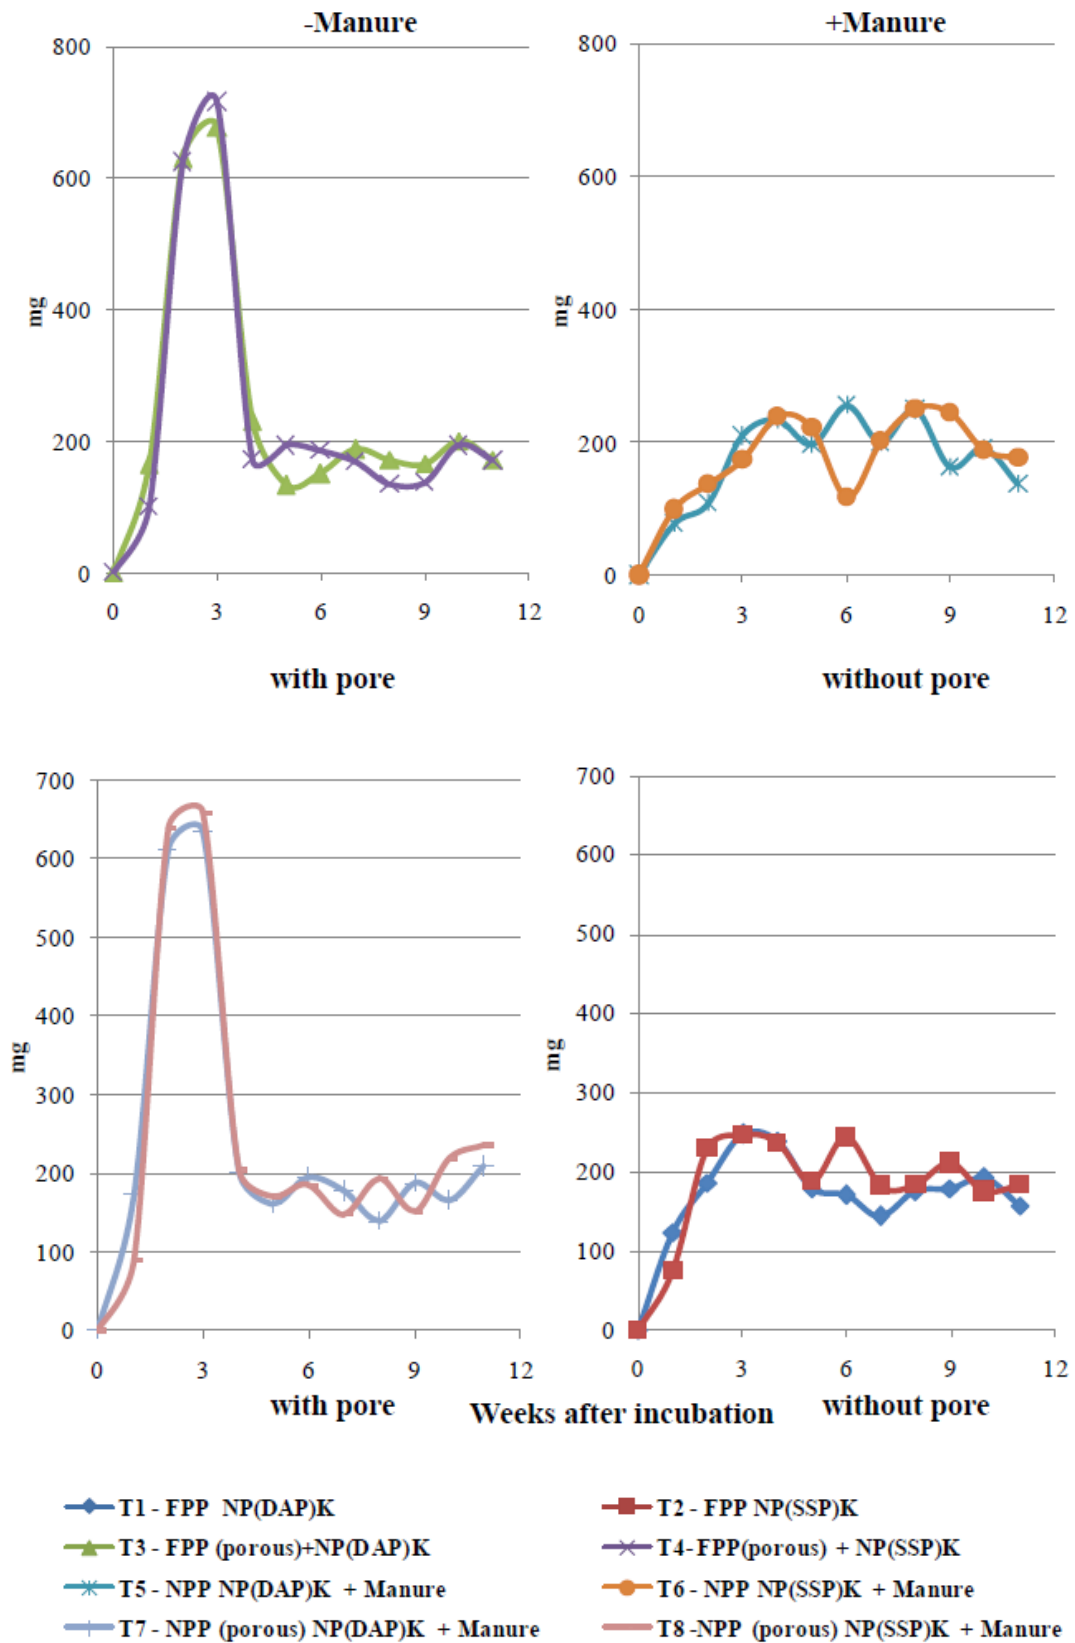 -Manure
+Manure
800
600
400
200
0
mg
0 3 6 9 12
with pore
800
600
400
200
0
mg
0 3 6 9 12
without pore
700
600
500
400
300
200
100
0
mg
0 3 6 9 12
with pore
700
600
500
400
300
200
100
0
mg
0 3 6 9 12
without pore
Weeks after incubation
T1 - FPP NP(DAP)K
T2 - FPP NP(SSP)K
T3 - FPP (porous)+NP(DAP)K
T4- FPP(porous) + NP(SSP)K
T5 - NPP NP(DAP)K + Manure
T6 - NPP NP(SSP)K + Manure
T7 - NPP (porous) NP(DAP)K + Manure
T8 -NPP (porous) NP(SSP)K + Manure